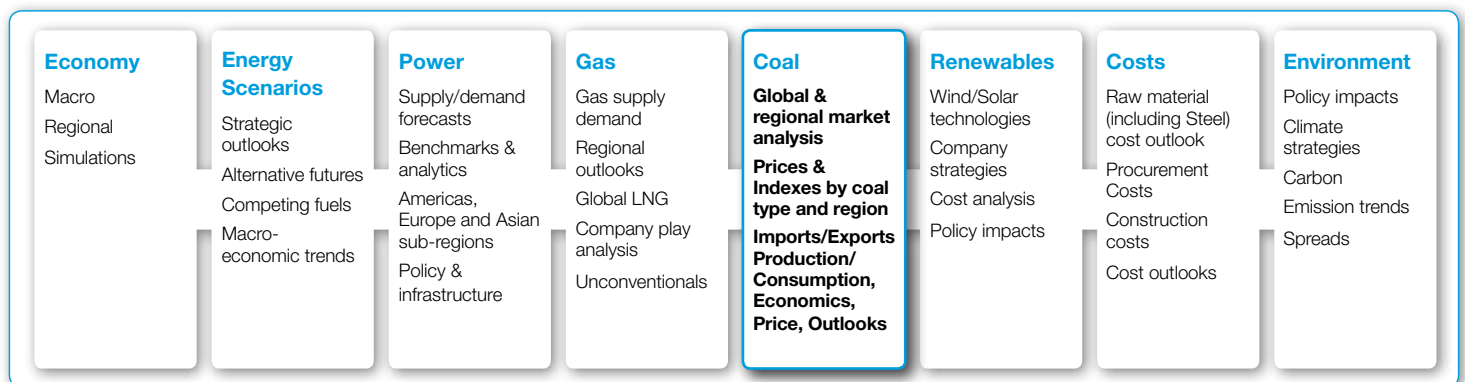 Economy
Macro
Regional
Simulations
Energy
Scenarios
Strategic
outlooks
Alternative futures
Competing fuels
Macro-
economic trends
Power
Supply/demand
forecasts
Benchmarks &
analytics
Americas,
Europe and Asian
sub-regions
Policy &
infrastructure
Gas
Gas supply
demand
Regional
outlooks
Global LNG
Company play
analysis
Unconventionals
Coal
Global &
regional market
analysis
Prices &
Indexes by coal
type and region
Imports/Exports
Production/
Consumption,
Economics,
Price, Outlooks
Renewables
Wind/Solar
technologies
Company
strategies
Cost analysis
Policy impacts
Costs
Raw material
(including Steel)
cost outlook
Procurement
Costs
Construction
costs
Cost outlooks
Environment
Policy impacts
Climate
strategies
Carbon
Emission trends
Spreads